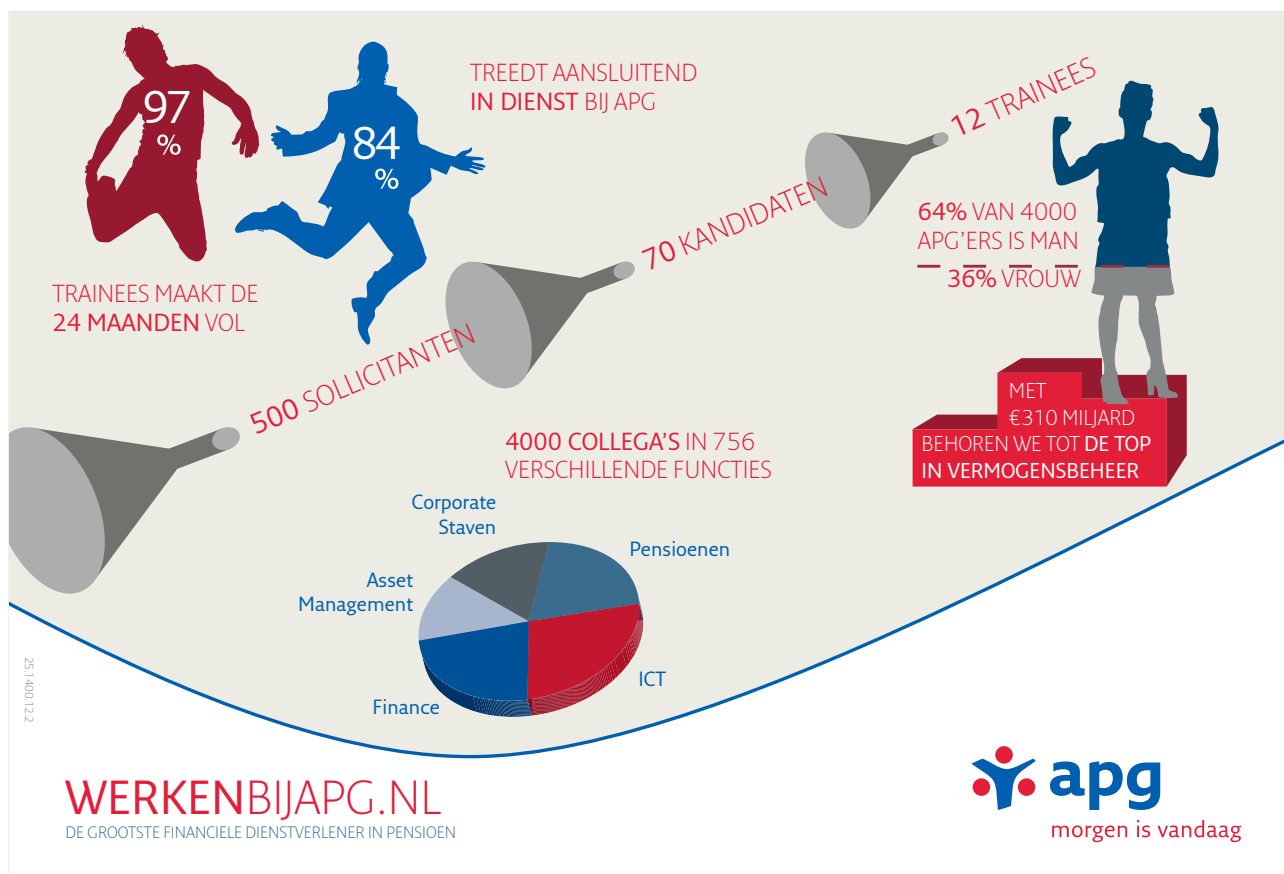 97
%
84
%
TREEDT AANSLUITEND
IN DIENST BIJ APG
TRAINEES MAAKT DE
24 MAANDEN VOL
500 SOLLICITANTEN
70 KANDIDATEN
12 TRAINEES
64% VAN 4000
APG'ERS IS MAN
36% VROUW
MET
€310 MILJARD
BEHOREN WE TOT DE TOP
IN VERMOGENSBEHEER
4000 COLLEGA'S IN 756
VERSCHILLENDE FUNCTIES
Corporate
Staven
Pensioenen
Asset
Management
ICT
Finance
25.1400.12.2
WERKENBIJAPG.NL
DE GROOTSTE FINANCIELE DIENSTVERLENER IN PENSIOEN
apg
morgen is vandaag